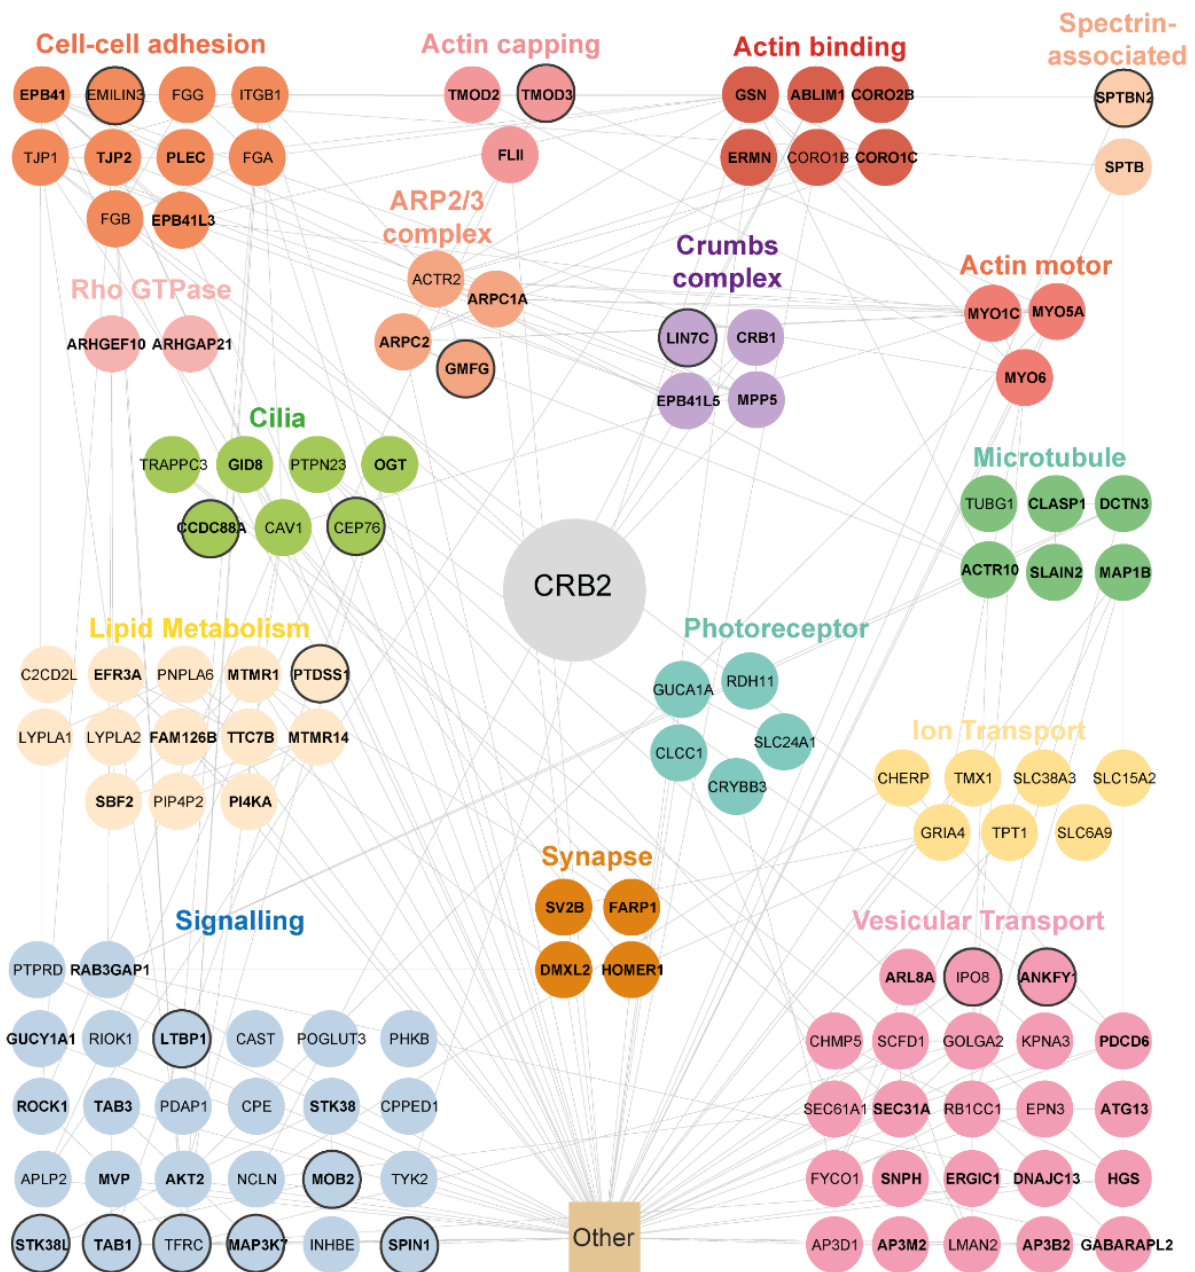 Cell-cell adhesion
EPB41 EMILIN3 FGG ITGB1
TJP1 TJP2 PLEC FGA
FGB EPB41L3
Actin capping
TMOD2 TMOD3
FLII
Actin binding
GSN ABLIM1 CORO2B
ERMN CORO1B CORO1C
Spectrin-
associated
SPTBN2
SPTB
ARP2/3
complex
ACTR2
ARPC1A
ARPC2
GMFG
Crumbs
complex
LIN7C CRB1
EPB41L5 MPP5
Actin motor
MYO1C MYO5A
MYO6
Rho GTPase
ARHGEF10 ARHGAP21
Cilia
TRAPPC3 GID8 PTPN23 OGT
CCDC88A CAV1 CEP76
Microtubule
TUBG1 CLASP1 DCTN3
ACTR10 SLAIN2 MAP1B
CRB2
Lipid Metabolism
C2CD2L EFR3A PNPLA6 MTMR1 PTDSS1
LYPLA1 LYPLA2 FAM126B TTC7B MTMR14
SBF2 PIP4P2 PI4KA
Photoreceptor
GUCA1A RDH11
CLCC1 SLC24A1
CRYBB3
Ion Transport
CHERP TMX1 SLC38A3 SLC15A2
GRIA4 TPT1 SLC6A9
Synapse
SV2B FARP1
DMXL2 HOMER1
Signalling
PTPRD RAB3GAP1
GUCY1A1 RIOK1 LTBP1 CAST POGLUT3 PHKB
ROCK1 TAB3 PDAP1 CPE STK38 CPPED1
APLP2 MVP AKT2 NCLN MOB2 TYK2
STK38L TAB1 TFRC MAP3K7 INHBE SPIN1
Other
Vesicular Transport
ARL8A IPO8 ANKFY1
CHMP5 SCFD1 GOLGA2 KPNA3 PDCD6
SEC61A1 SEC31A RB1CC1 EPN3 ATG13
FYCO1 SNPH ERGIC1 DNAJC13 HGS
AP3D1 AP3M2 LMAN2 AP3B2 GABARAPL2